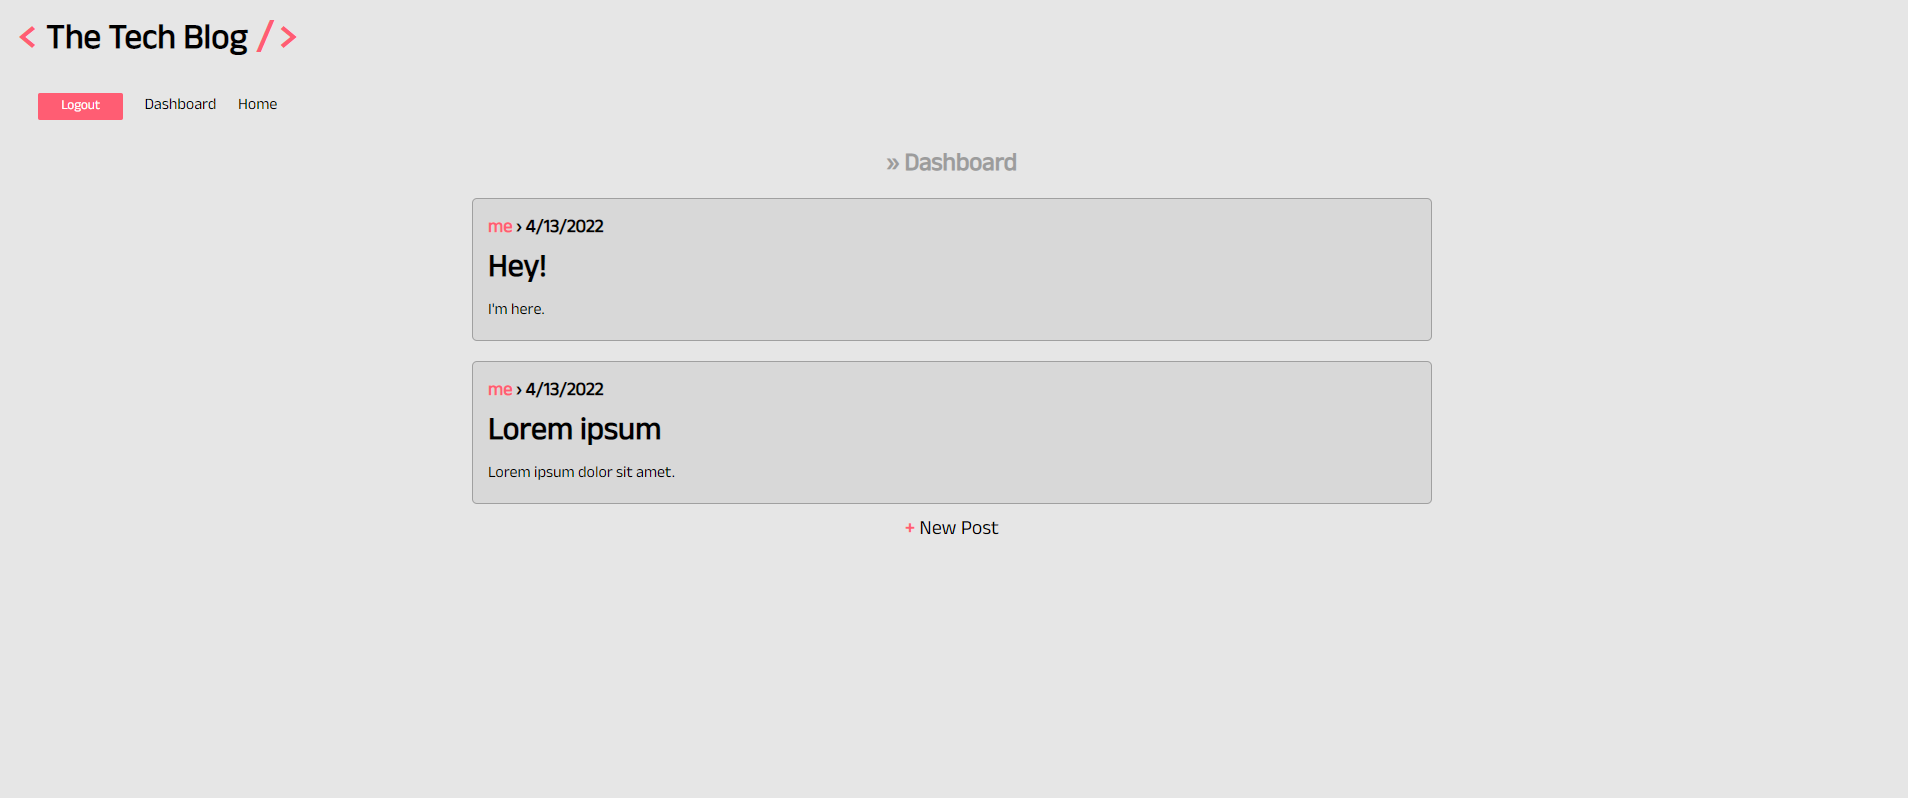 < The Tech Blog />
Logout Dashboard Home
» Dashboard
me › 4/13/2022
Hey!
I'm here.
me › 4/13/2022
Lorem ipsum
Lorem ipsum dolor sit amet.
+ New Post